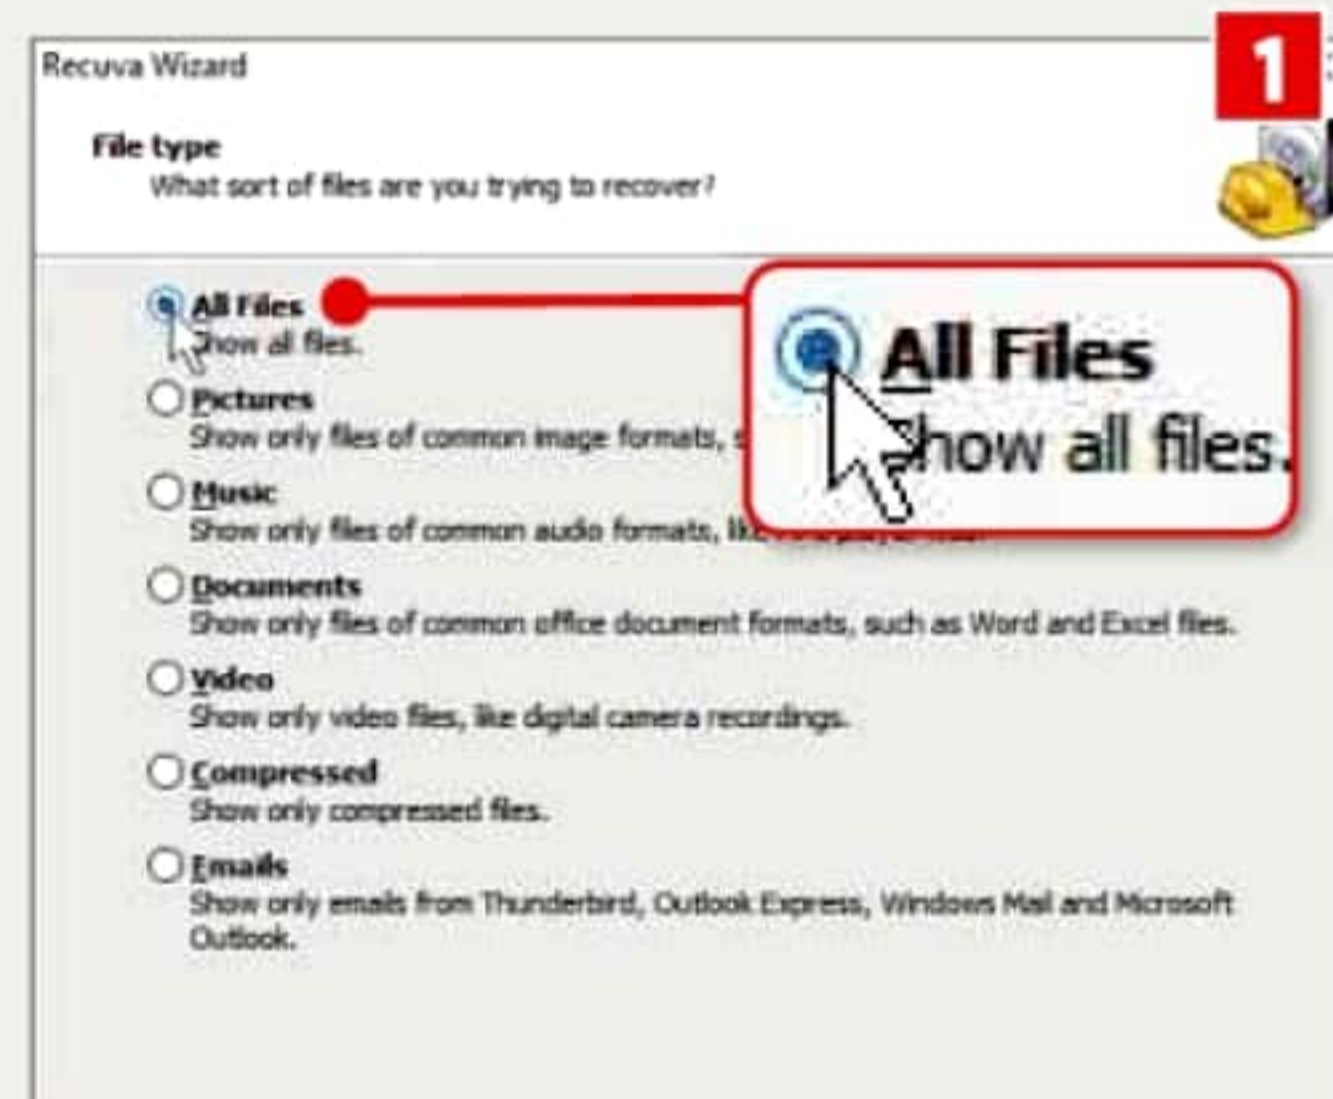 1
Recuva Wizard
File type
What sort of files are you trying to recover?
All Files
Show all files.
All Files
Show all files.
Pictures
Show only files of common image formats,
Music
Show only files of common audio formats,
Documents
Show only files of common office document formats, such as Word and Excel files.
Video
Show only video files, like digital camera recordings.
Compressed
Show only compressed files.
Emails
Show only emails from Thunderbird, Outlook Express, Windows Mail and Microsoft
Outlook.